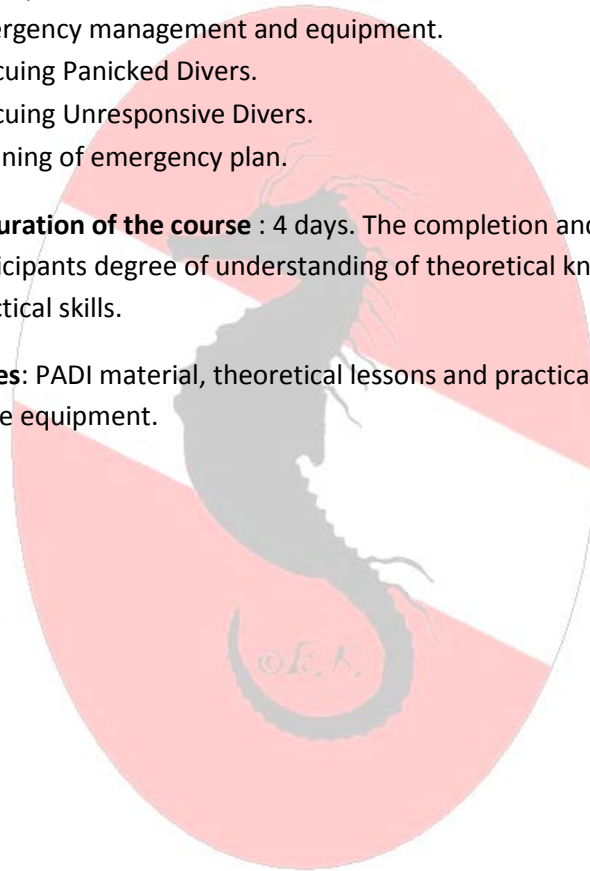 ergency management and equipment.
cuing Panicked Divers.
cuing Unresponsive Divers.
ning of emergency plan.
uration of the course : 4 days. The completion and
icipants degree of understanding of theoretical kn
ctical skills.
es: PADI material, theoretical lessons and practica
e equipment.
©E. K.